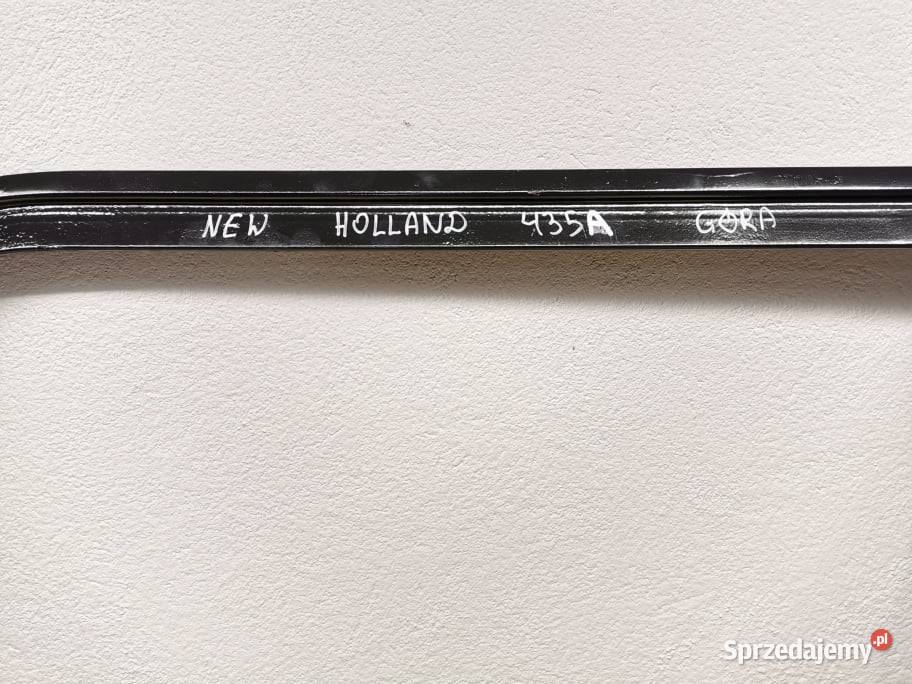 NEW HOLLAND 435A GÓRA
Sprzedajemy.pl